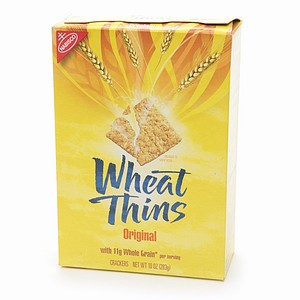 NABISCO
Wheat
Thins
Original
with 11g Whole Grain* per serving
CRACKERS NET WT 10 OZ (283g)